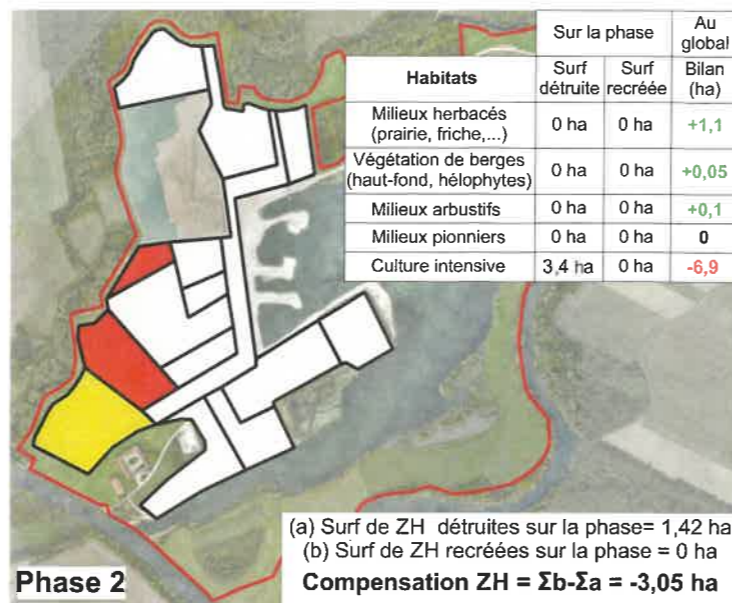 Sur la phase
Au global
Habitats
Surf détruite
Surf recréée
Bilan (ha)
Milieux herbacés (prairie, friche,...)
0 ha
0 ha
+1,1
Végétation de berges (haut-fond, hélophytes)
0 ha
0 ha
+0,05
Milieux arbustifs
0 ha
0 ha
+0,1
Milieux pionniers
0 ha
0 ha
0
Culture intensive
3,4 ha
0 ha
-6,9
(a) Surf de ZH détruites sur la phase= 1,42 ha
(b) Surf de ZH recréées sur la phase = 0 ha
Phase 2
Compensation ZH = Σb-Σa = -3,05 ha